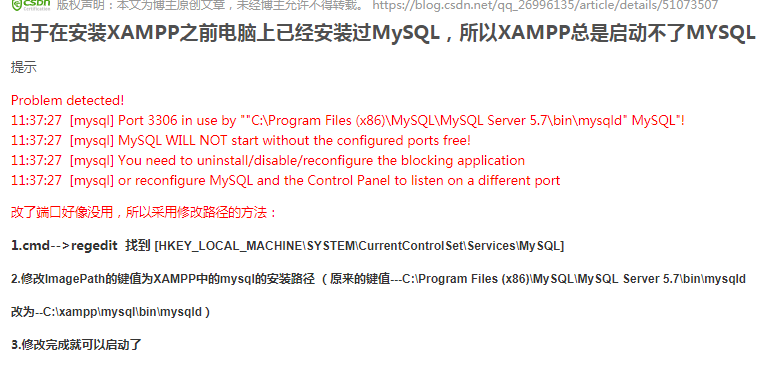 CSDN 版权声明：本文为博主原创文章，未经博主允许不得转载。 https://blog.csdn.net/qq_26996135/article/details/51073507
由于在安装XAMPP之前电脑上已经安装过MySQL，所以XAMPP总是启动不了MYSQL
提示
Problem detected!
11:37:27 [mysql] Port 3306 in use by ""C:\Program Files (x86)\MySQL\MySQL Server 5.7\bin\mysqld" MySQL"!
11:37:27 [mysql] MySQL WILL NOT start without the configured ports free!
11:37:27 [mysql] You need to uninstall/disable/reconfigure the blocking application
11:37:27 [mysql] or reconfigure MySQL and the Control Panel to listen on a different port
改了端口好像没用，所以采用修改路径的方法：
1.cmd-->regedit 找到 [HKEY_LOCAL_MACHINE\SYSTEM\CurrentControlSet\Services\MySQL]
2.修改ImagePath的键值为XAMPP中的mysql的安装路径（原来的键值---C:\Program Files (x86)\MySQL\MySQL Server 5.7\bin\mysqld
改为--C:\xampp\mysql\bin\mysqld）
3.修改完成就可以启动了